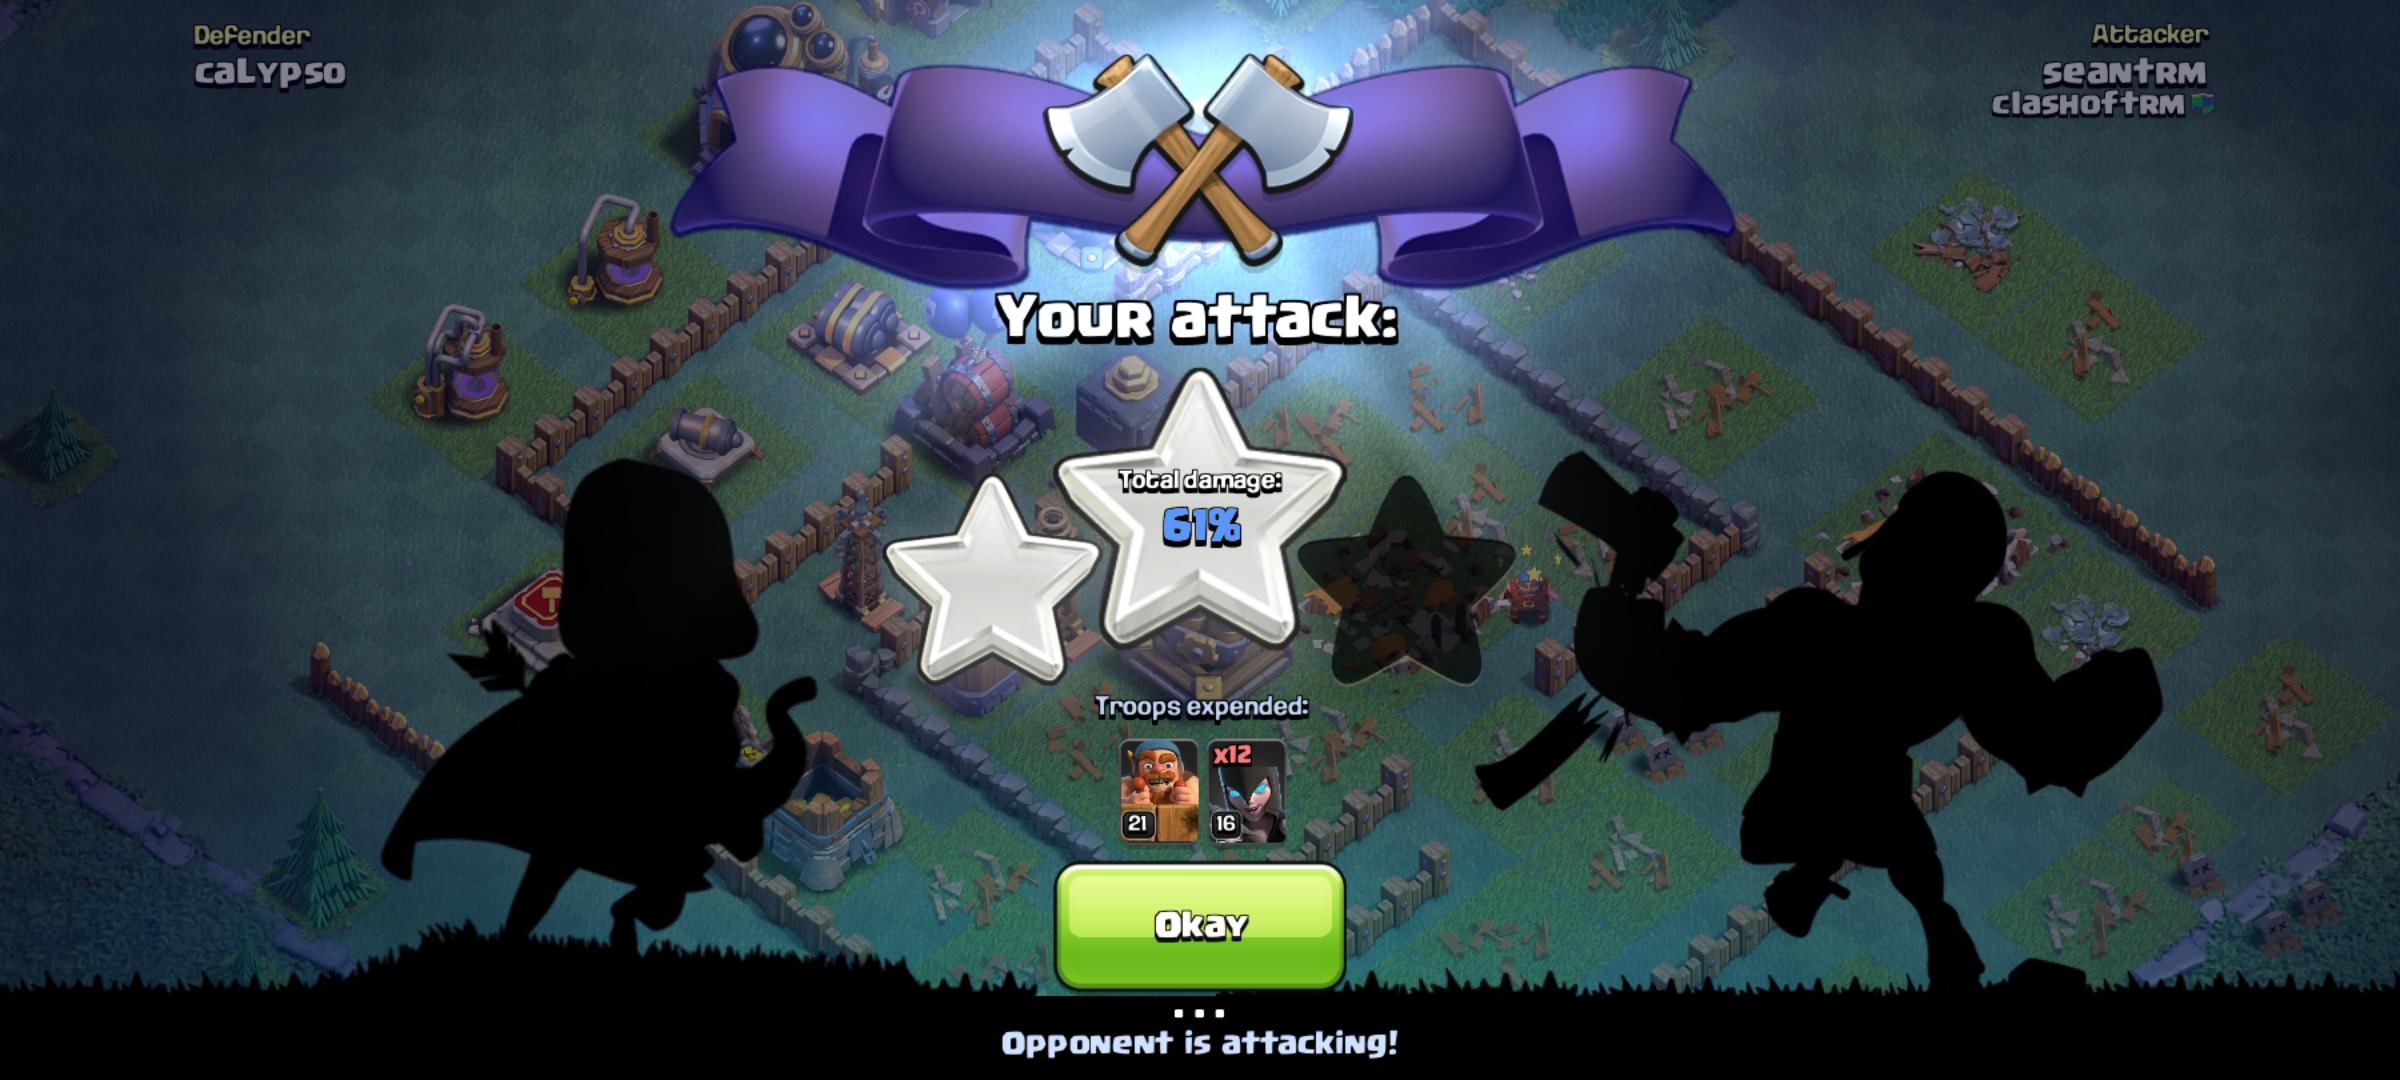 Defender
calypso
Attacker
seantRM
clashoftRM
Your attack:
Total damage:
61%
Troops expended:
x12
21
16
Okay
...
Opponent is attacking!